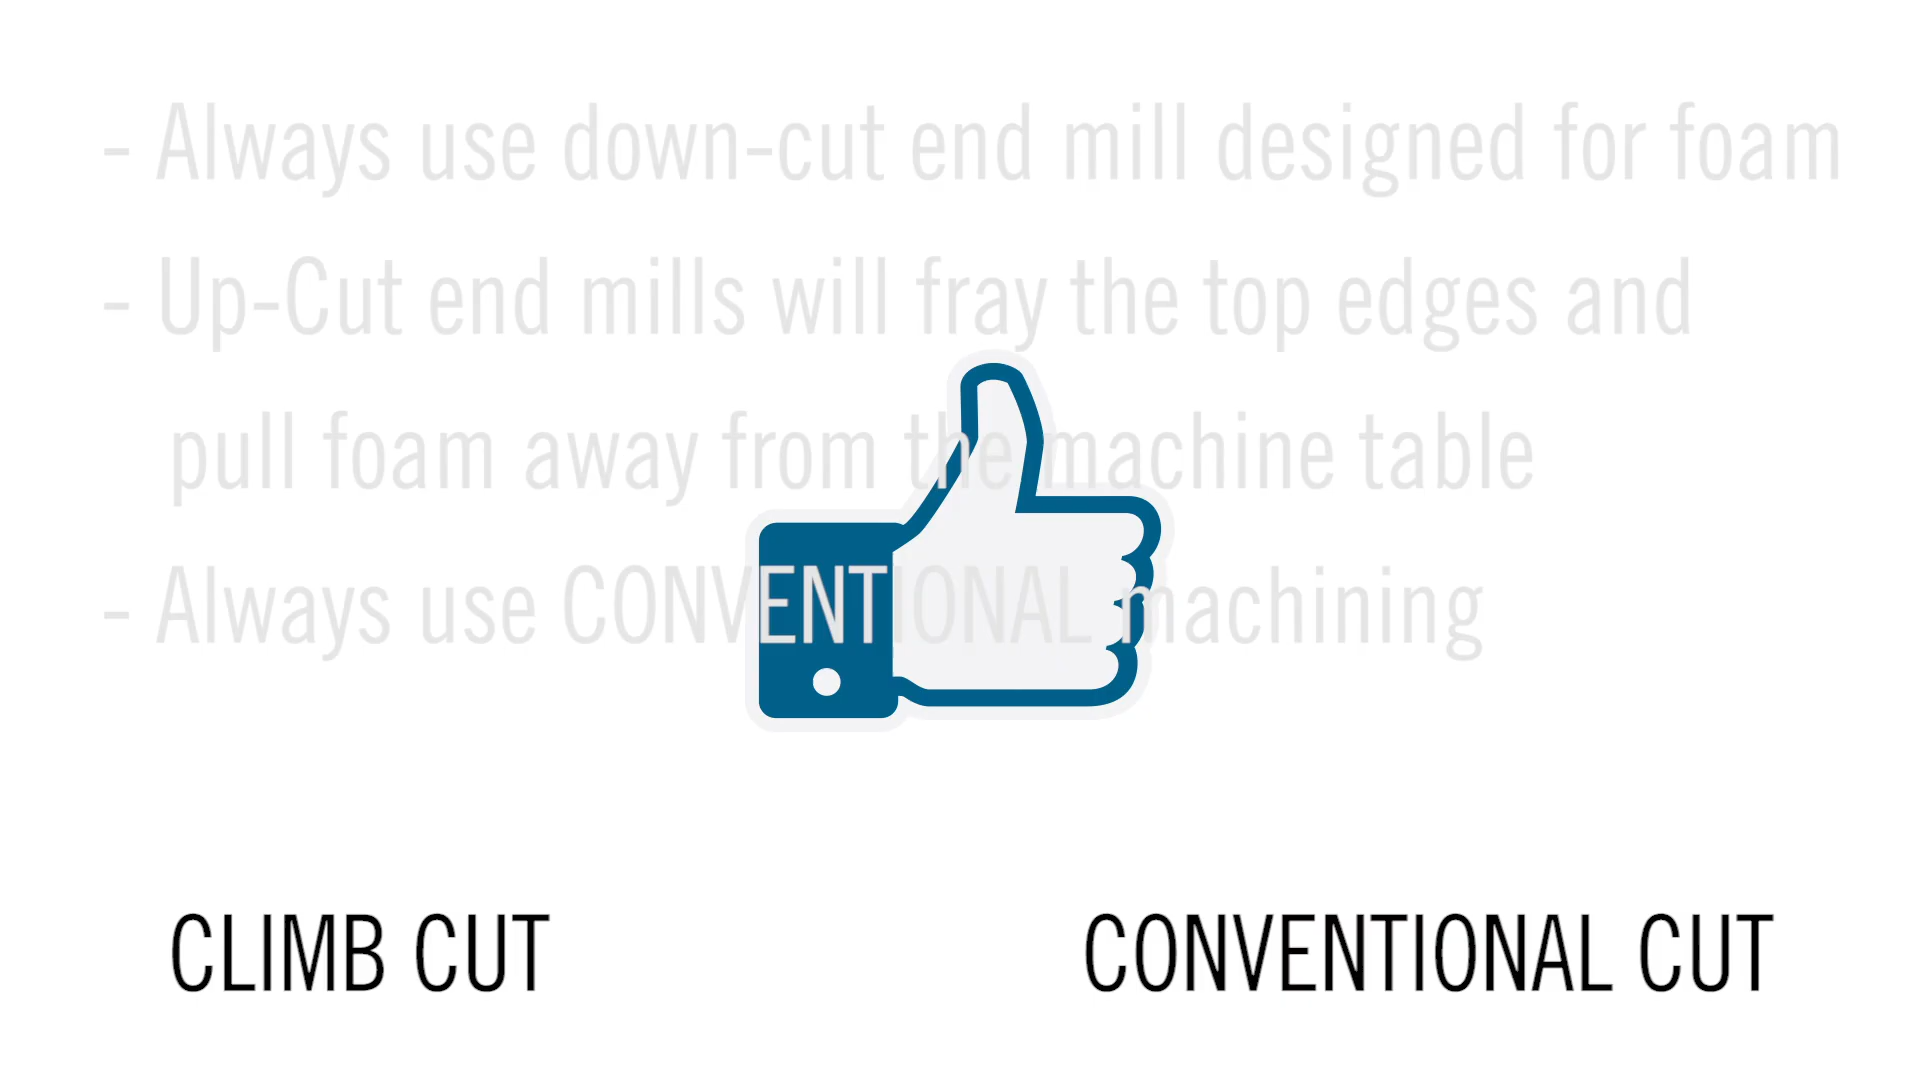 - Always use down-cut end mill designed for foam
- Up-Cut end mills will fray the top edges and
pull foam away from the machine table
- Always use CONVENTIONAL machining
CLIMB CUT
CONVENTIONAL CUT